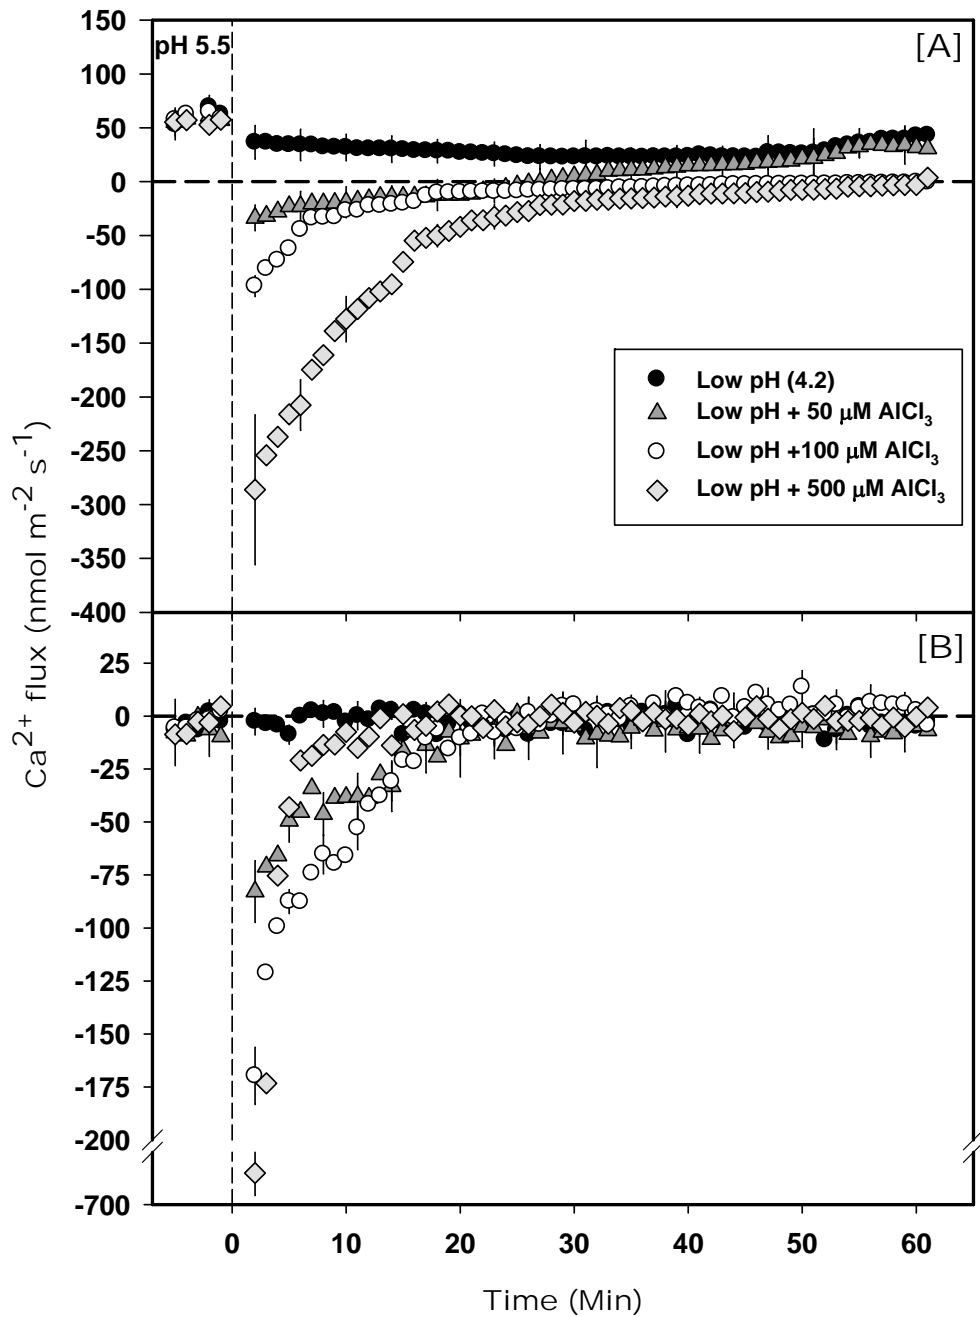 150
pH 5.5
[A]
100
50
0
-50
-100
-150
-200
-250
-300
-350
-400
Low pH (4.2)
Low pH + 50 μM AlCl₃
Low pH +100 μM AlCl₃
Low pH + 500 μM AlCl₃
Ca²⁺ flux (nmol m⁻² s⁻¹)
[B]
25
0
-25
-50
-75
-100
-125
-150
-175
-200
-700
0 10 20 30 40 50 60
Time (Min)